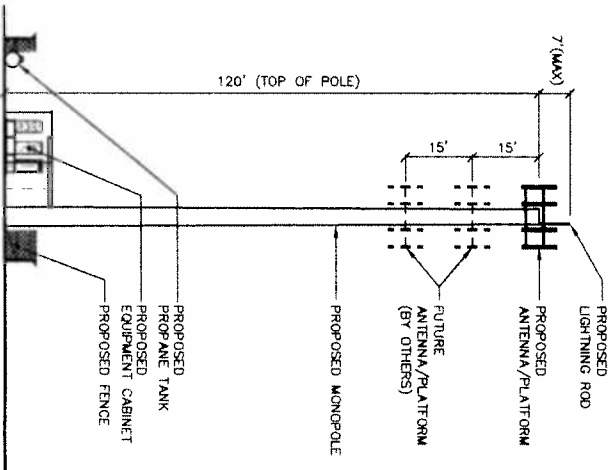 7'(MAX)
120' (TOP OF POLE)
15'
15'
PROPOSED
LIGHTNING ROD
PROPOSED
ANTENNA/PLATFORM
FUTURE
ANTENNA/PLATFORM
(BY OTHERS)
PROPOSED MONOPOLE
PROPOSED
PROPANE TANK
PROPOSED
EQUIPMENT CABINET
PROPOSED FENCE